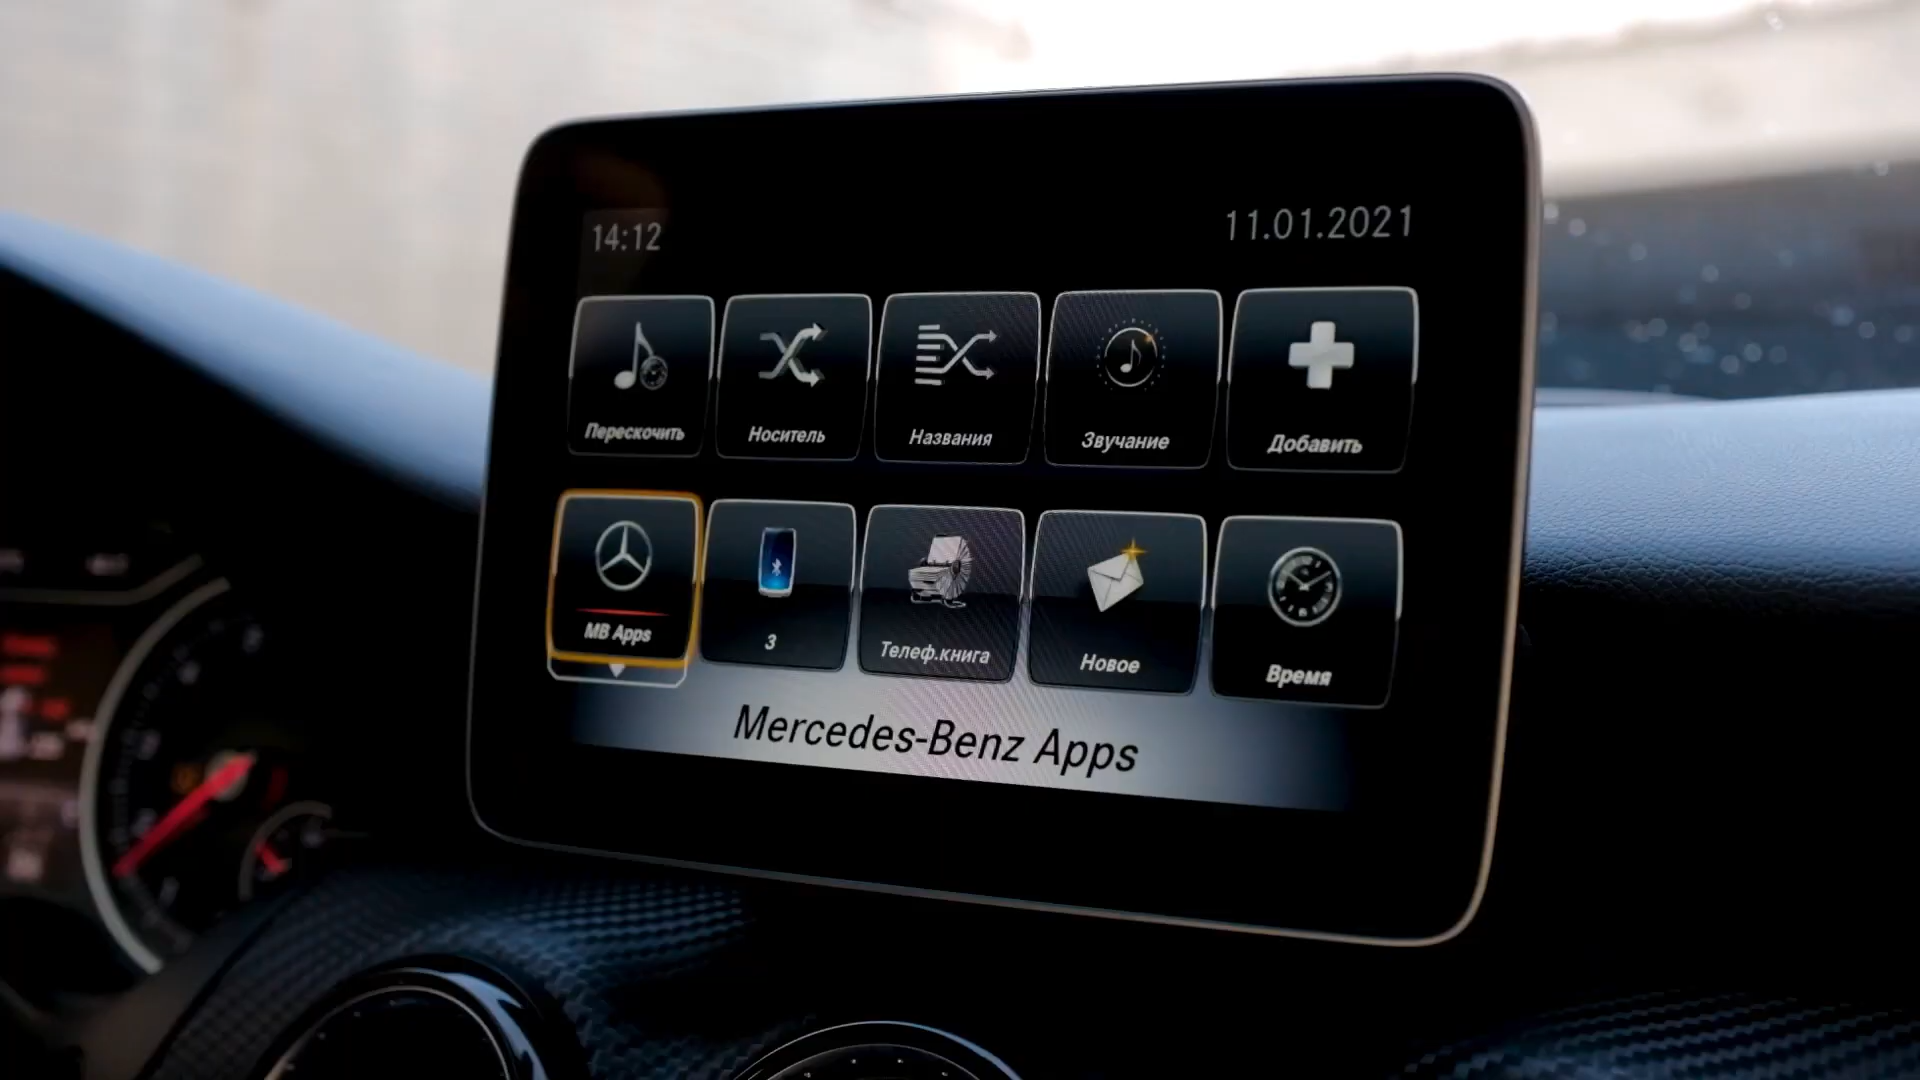 14:12
11.01.2021
Перескочить
Носитель
Названия
Звучание
Добавить
MB Apps
3
Телеф.книга
Новое
Время
Mercedes-Benz Apps